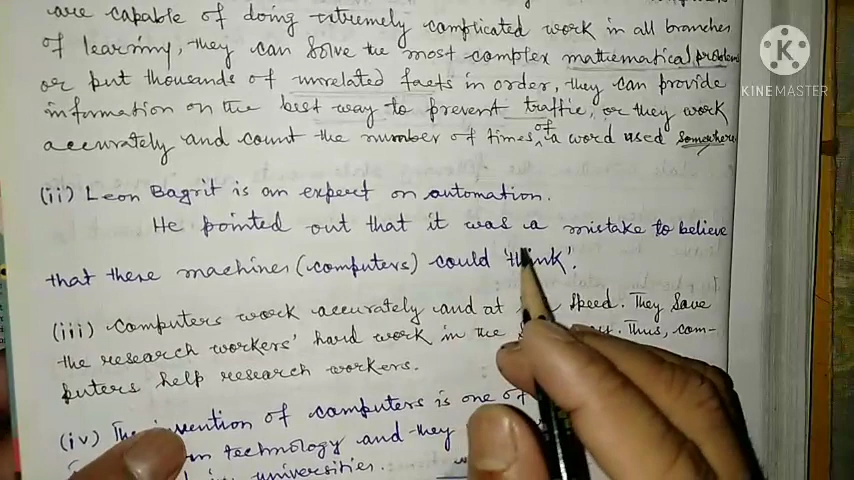 are capable of doing extremely complicated work in all branches
of learning, they can solve the most complex mathematical problem
or put thousands of unrelated facts in order, they can provide
information on the best way to prevent traffic, or they work
accurately and count the number of times of a word used somewhere.
(ii) Leon Bagrit is an expert on automation.
He pointed out that it was a mistake to believe
that these machines (computers) could 'think'.
(iii) Computers work accurately and at speed. They save
the research workers' hard work in the Thus, com-
puters help research workers.
(iv) The invention of computers is one of
technology and they
universities.
KINEMASTER